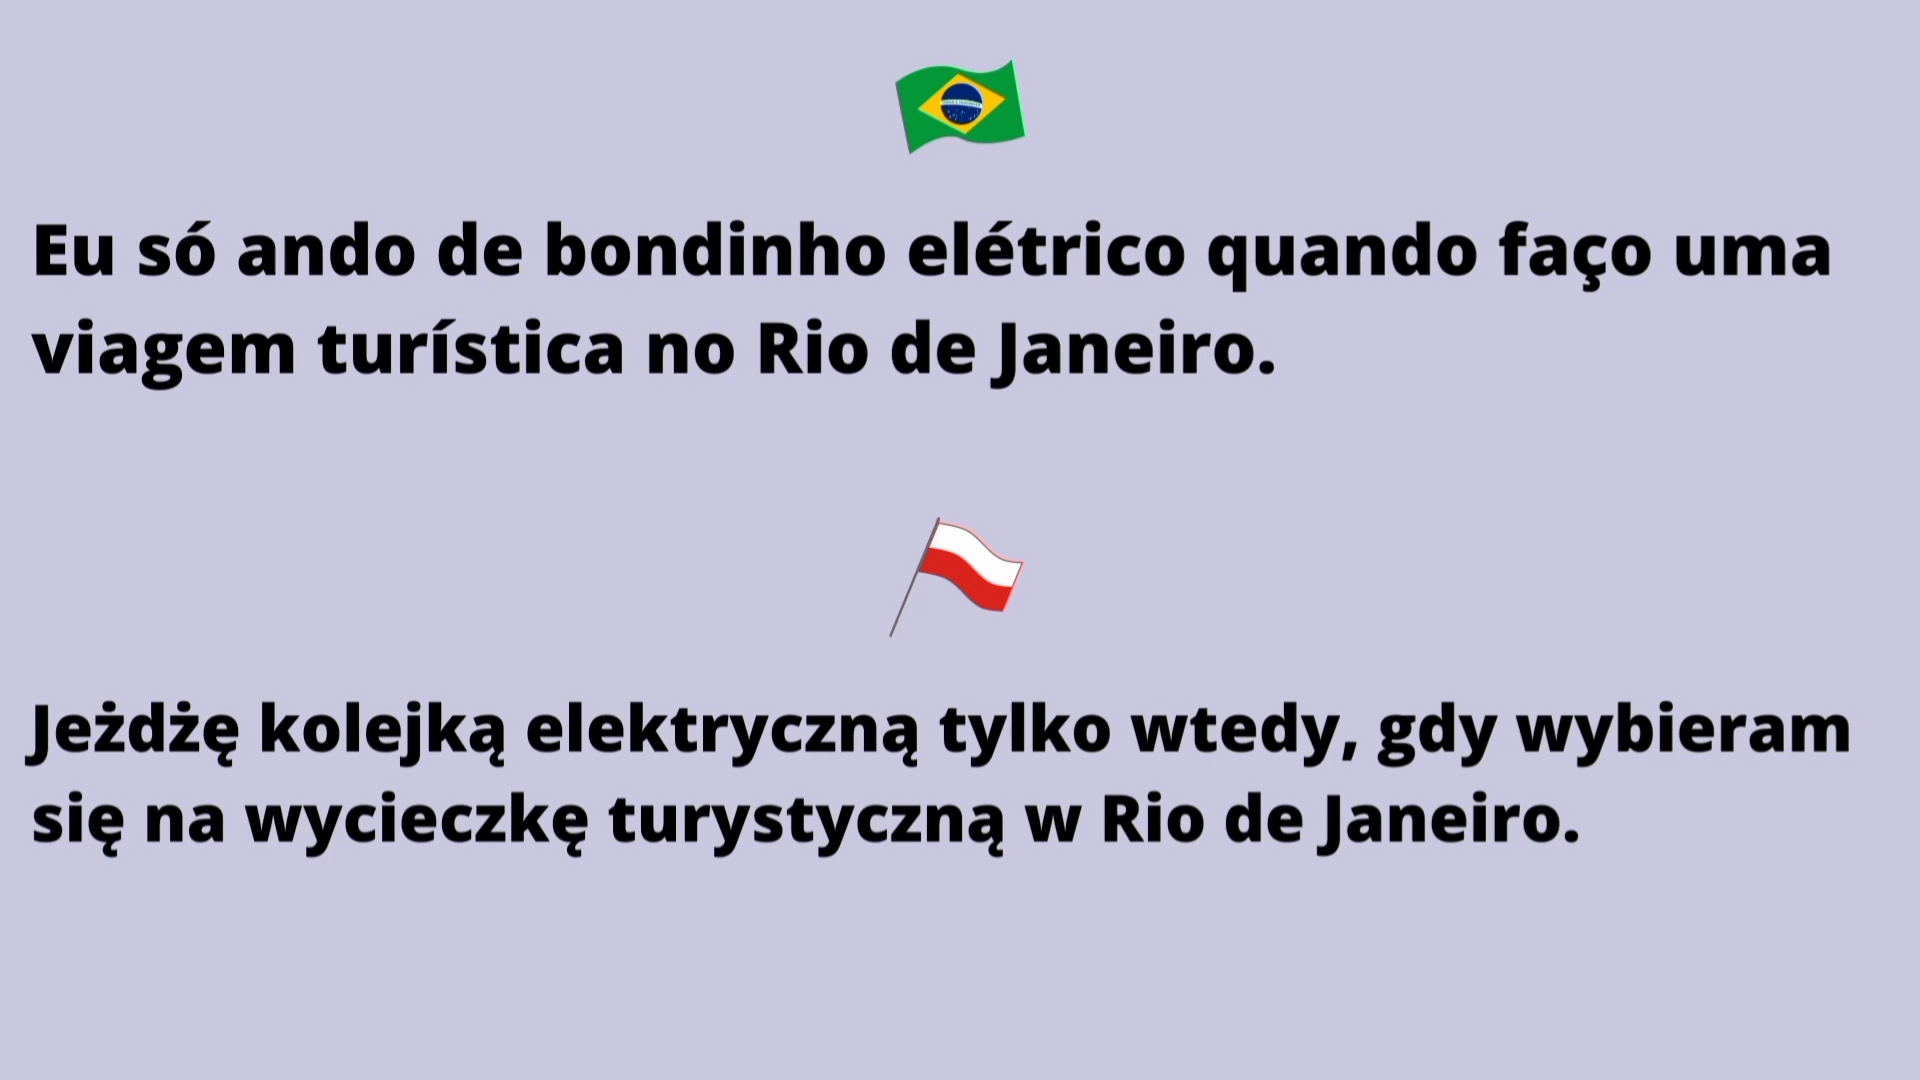 Eu só ando de bondinho elétrico quando faço uma
viagem turística no Rio de Janeiro.
Jeżdżę kolejką elektryczną tylko wtedy, gdy wybieram
się na wycieczkę turystyczną w Rio de Janeiro.